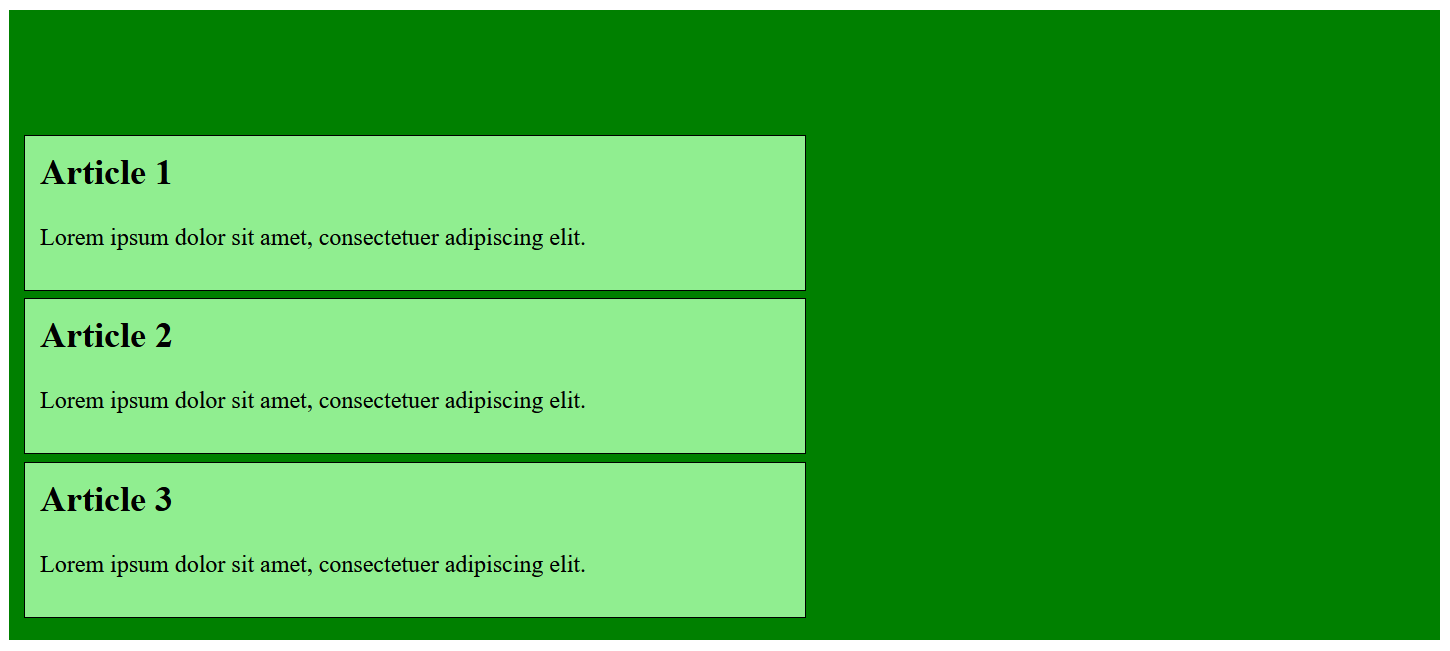 Article 1
Lorem ipsum dolor sit amet, consectetuer adipiscing elit.
Article 2
Lorem ipsum dolor sit amet, consectetuer adipiscing elit.
Article 3
Lorem ipsum dolor sit amet, consectetuer adipiscing elit.